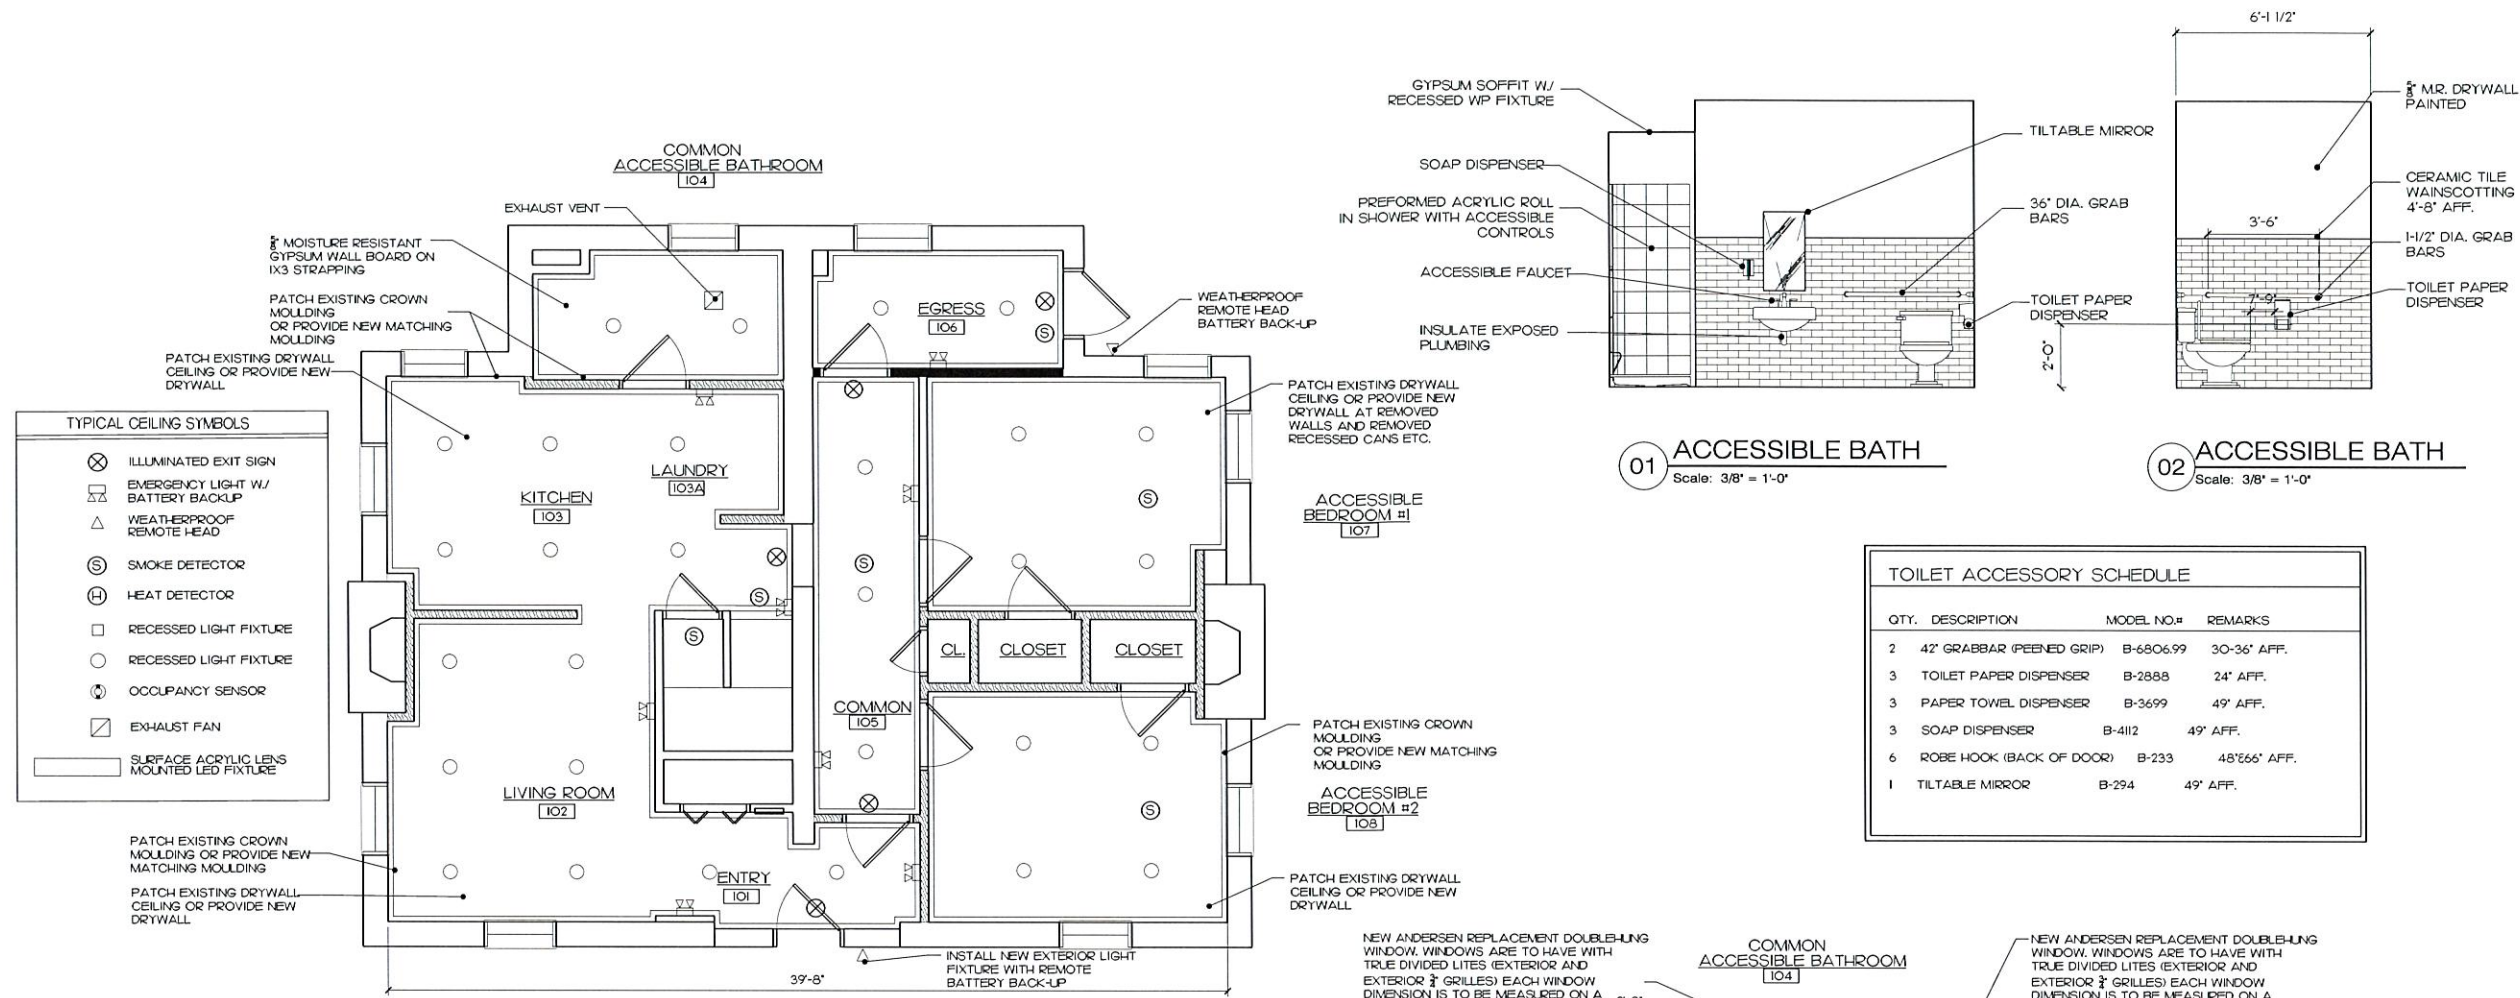 COMMON
ACCESSIBLE BATHROOM
104
EXHAUST VENT
5/8" MOISTURE RESISTANT
GYPSUM WALL BOARD ON
1X3 STRAPPING
PATCH EXISTING CROWN
MOULDING
OR PROVIDE NEW MATCHING
MOULDING
PATCH EXISTING DRYWALL
CEILING OR PROVIDE NEW
DRYWALL
TYPICAL CEILING SYMBOLS
ILLUMINATED EXIT SIGN
EMERGENCY LIGHT W./
BATTERY BACKUP
WEATHERPROOF
REMOTE HEAD
S
SMOKE DETECTOR
H
HEAT DETECTOR
RECESSED LIGHT FIXTURE
RECESSED LIGHT FIXTURE
OCCUPANCY SENSOR
EXHAUST FAN
SURFACE ACRYLIC LENS
MOUNTED LED FIXTURE
PATCH EXISTING CROWN
MOULDING OR PROVIDE NEW
MATCHING MOULDING
PATCH EXISTING DRYWALL
CEILING OR PROVIDE NEW
DRYWALL
EGRESS
106
S
WEATHERPROOF
REMOTE HEAD
BATTERY BACK-UP
KITCHEN
103
LAUNDRY
103A
S
S
S
S
PATCH EXISTING DRYWALL
CEILING OR PROVIDE NEW
DRYWALL AT REMOVED
WALLS AND REMOVED
RECESSED CANS ETC.
ACCESSIBLE
BEDROOM #1
107
CL.
CLOSET
CLOSET
COMMON
105
LIVING ROOM
102
S
PATCH EXISTING CROWN
MOULDING
OR PROVIDE NEW MATCHING
MOULDING
ACCESSIBLE
BEDROOM #2
108
ENTRY
101
PATCH EXISTING DRYWALL
CEILING OR PROVIDE NEW
DRYWALL
INSTALL NEW EXTERIOR LIGHT
FIXTURE WITH REMOTE
BATTERY BACK-UP
39'-8"
GYPSUM SOFFIT W./
RECESSED WP FIXTURE
SOAP DISPENSER
PREFORMED ACRYLIC ROLL
IN SHOWER WITH ACCESSIBLE
CONTROLS
ACCESSIBLE FAUCET
INSULATE EXPOSED
PLUMBING
TILTABLE MIRROR
36" DIA. GRAB
BARS
TOILET PAPER
DISPENSER
2'-0"
01 ACCESSIBLE BATH
Scale: 3/8" = 1'-0"
6'-1 1/2"
5/8" M.R. DRYWALL
PAINTED
CERAMIC TILE
WAINSCOTTING
4'-8" AFF.
3'-6"
1-1/2" DIA. GRAB
BARS
7"-9"
TOILET PAPER
DISPENSER
02 ACCESSIBLE BATH
Scale: 3/8" = 1'-0"
TOILET ACCESSORY SCHEDULE
QTY. DESCRIPTION MODEL NO.# REMARKS
2 42" GRABBAR (PEENED GRIP) B-6806.99 30-36" AFF.
3 TOILET PAPER DISPENSER B-2888 24" AFF.
3 PAPER TOWEL DISPENSER B-3699 49" AFF.
3 SOAP DISPENSER B-4112 49" AFF.
6 ROBE HOOK (BACK OF DOOR) B-233 48"&66" AFF.
1 TILTABLE MIRROR B-294 49" AFF.
NEW ANDERSEN REPLACEMENT DOUBLEHUNG
WINDOW. WINDOWS ARE TO HAVE WITH
TRUE DIVIDED LITES (EXTERIOR AND
EXTERIOR 3/4" GRILLES) EACH WINDOW
DIMENSION IS TO BE MEASURED ON A
COMMON
ACCESSIBLE BATHROOM
104
NEW ANDERSEN REPLACEMENT DOUBLEHUNG
WINDOW. WINDOWS ARE TO HAVE WITH
TRUE DIVIDED LITES (EXTERIOR AND
EXTERIOR 3/4" GRILLES) EACH WINDOW
DIMENSION IS TO BE MEASURED ON A